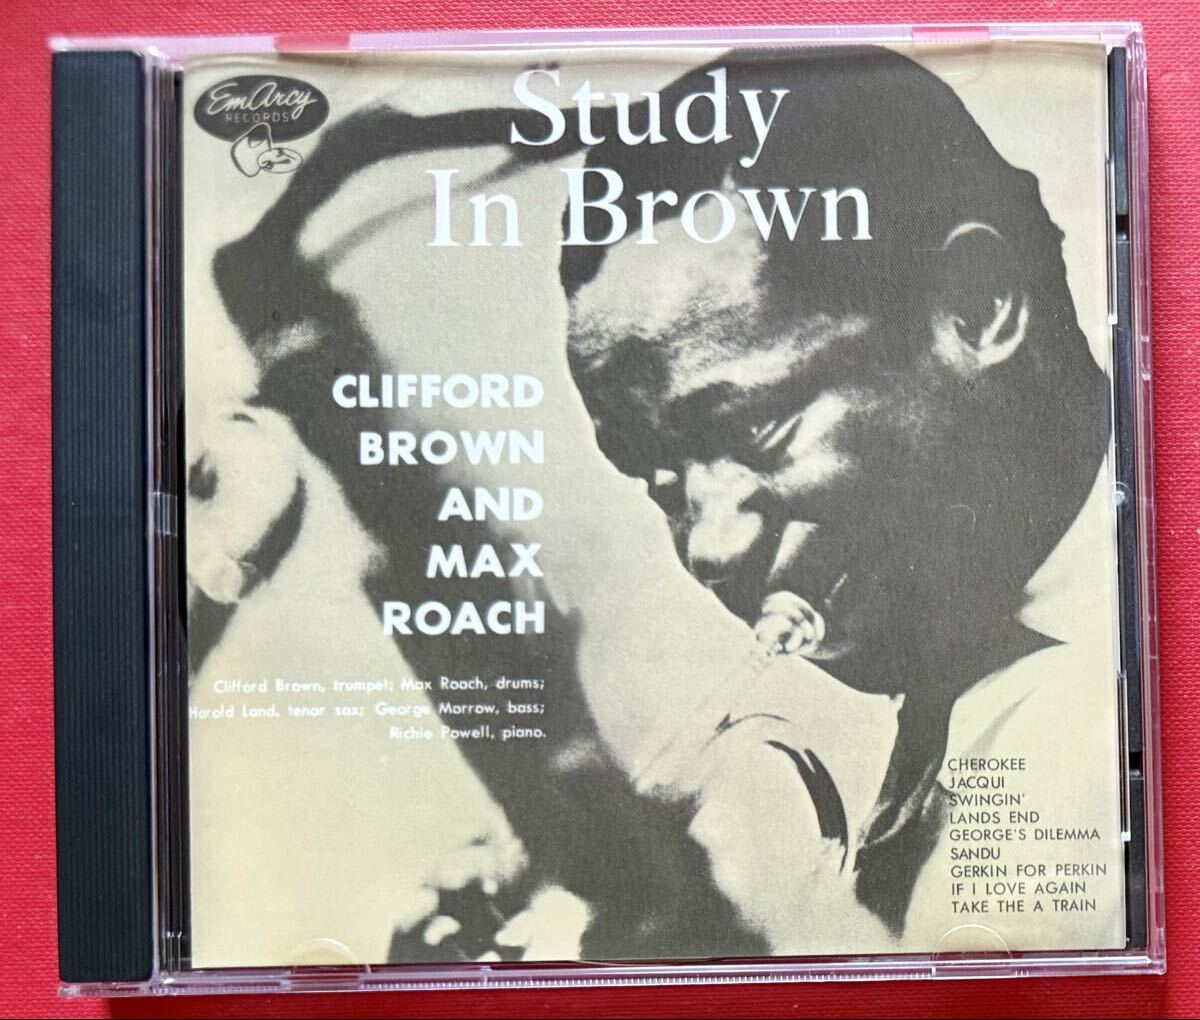 EmArcy
RECORDS
Study
In Brown
CLIFFORD
BROWN
AND
MAX
ROACH
Clifford Brown, trumpet; Max Roach, drums;
Harold Land, tenor sax; George Morrow, bass;
Richie Powell, piano.
CHEROKEE
JACQUI
SWINGIN'
LANDS END
GEORGE'S DILEMMA
SANDU
GERKIN FOR PERKIN
IF I LOVE AGAIN
TAKE THE A TRAIN